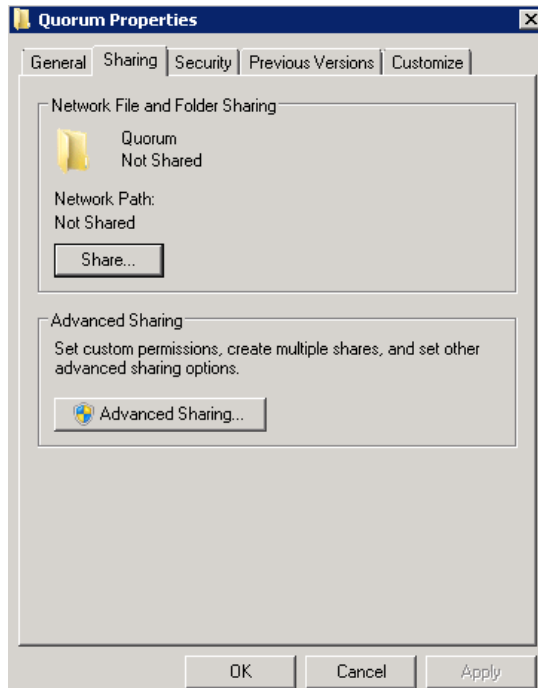 Quorum Properties
General Sharing Security Previous Versions Customize
Network File and Folder Sharing
Quorum
Not Shared
Network Path:
Not Shared
Share...
Advanced Sharing
Set custom permissions, create multiple shares, and set other
advanced sharing options.
Advanced Sharing...
OK Cancel Apply